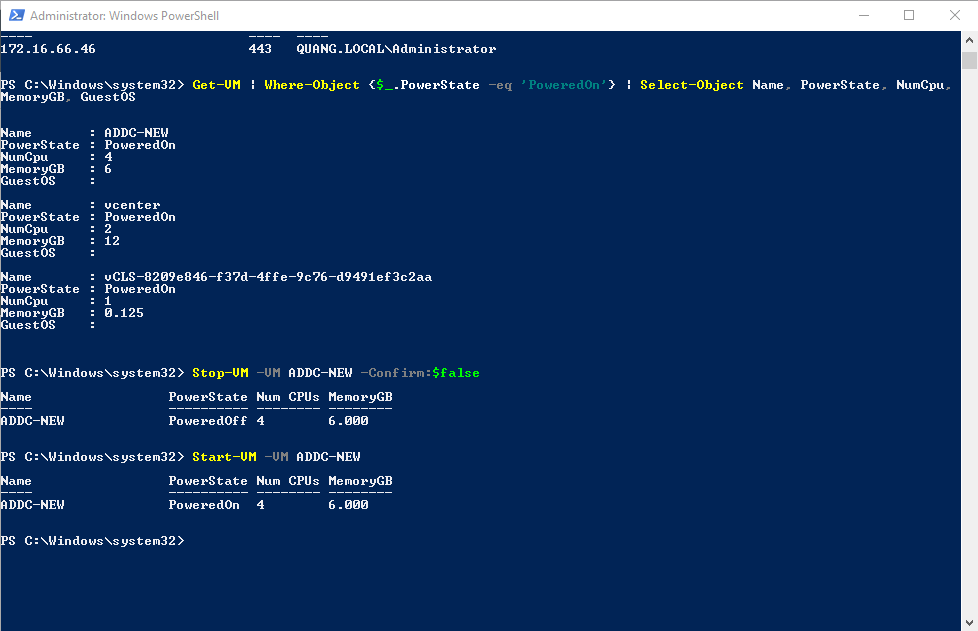 Administrator: Windows PowerShell
---- ---- ----
172.16.66.46 443 QUANG.LOCAL\Administrator
PS C:\Windows\system32> Get-VM | Where-Object {$_.PowerState -eq 'PoweredOn'} | Select-Object Name, PowerState, NumCpu,
MemoryGB, GuestOS
Name : ADDC-NEW
PowerState : PoweredOn
NumCpu : 4
MemoryGB : 6
GuestOS :
Name : vcenter
PowerState : PoweredOn
NumCpu : 2
MemoryGB : 12
GuestOS :
Name : vCLS-8209e846-f37d-4ffe-9c76-d9491ef3c2aa
PowerState : PoweredOn
NumCpu : 1
MemoryGB : 0.125
GuestOS :
PS C:\Windows\system32> Stop-VM -VM ADDC-NEW -Confirm:$false
Name PowerState Num CPUs MemoryGB
---- ---------- -------- --------
ADDC-NEW PoweredOff 4 6.000
PS C:\Windows\system32> Start-VM -VM ADDC-NEW
Name PowerState Num CPUs MemoryGB
---- ---------- -------- --------
ADDC-NEW PoweredOn 4 6.000
PS C:\Windows\system32>